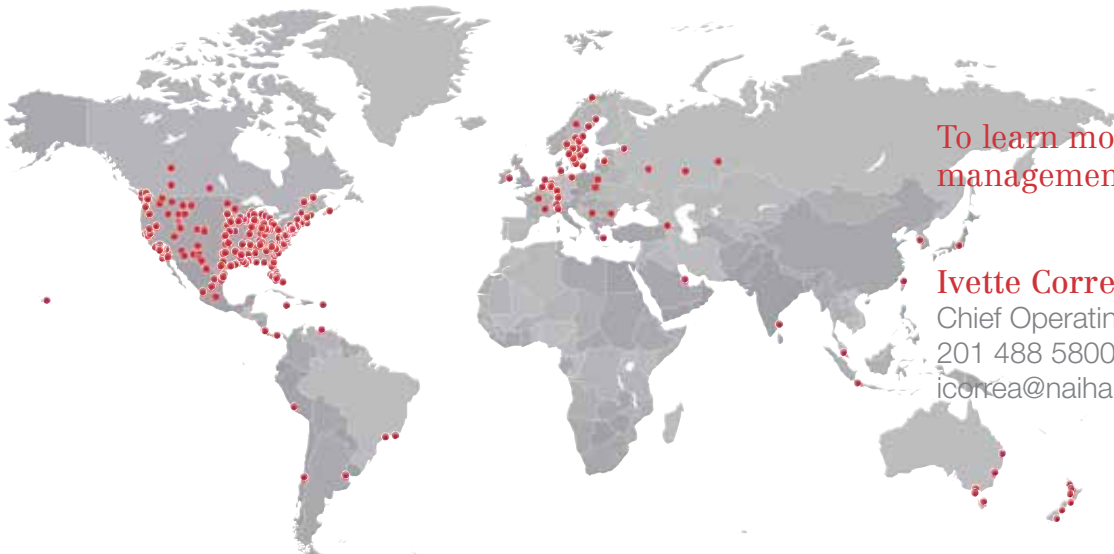 To learn mo
managemen
Ivette Corre
Chief Operatin
201 488 5800
icorrea@naiha